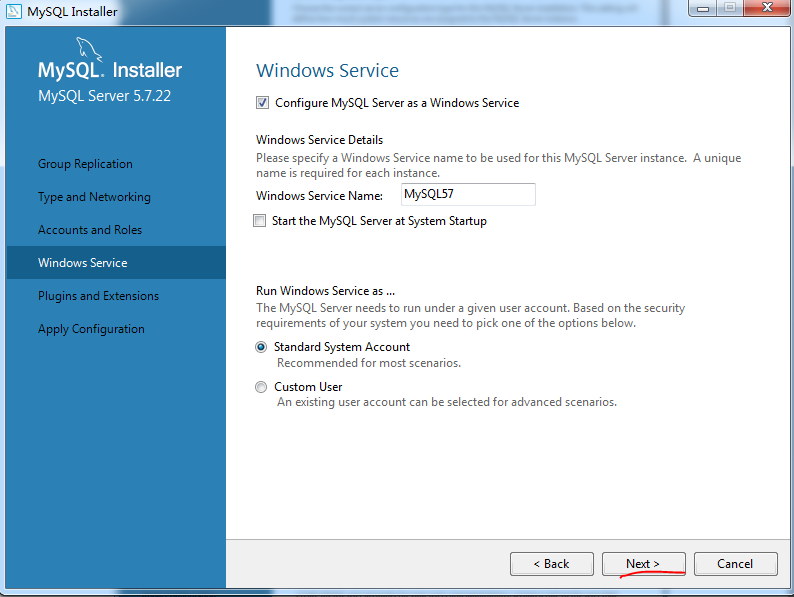 MySQL Installer
MySQL. Installer
MySQL Server 5.7.22
Group Replication
Type and Networking
Accounts and Roles
Windows Service
Plugins and Extensions
Apply Configuration
Windows Service
Configure MySQL Server as a Windows Service
Windows Service Details
Please specify a Windows Service name to be used for this MySQL Server instance. A unique
name is required for each instance.
Windows Service Name: MySQL57
Start the MySQL Server at System Startup
Run Windows Service as ...
The MySQL Server needs to run under a given user account. Based on the security
requirements of your system you need to pick one of the options below.
Standard System Account
Recommended for most scenarios.
Custom User
An existing user account can be selected for advanced scenarios.
< Back
Next >
Cancel